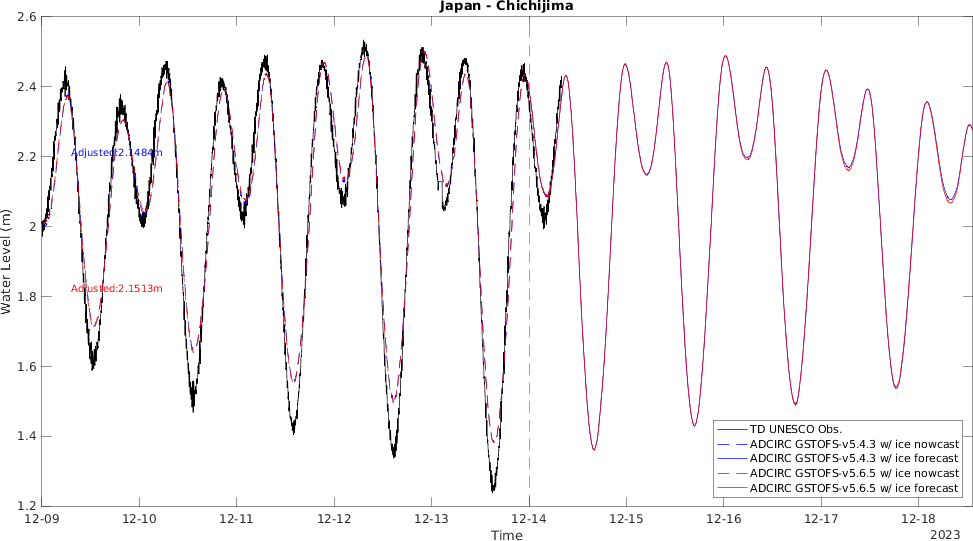 Japan - Chichijima
2.6
2.4
2.2
2
1.8
1.6
1.4
1.2
Water Level (m)
Adjusted:2.1484m
Adjusted:2.1513m
TD UNESCO Obs.
ADCIRC GSTOFS-v5.4.3 w/ ice nowcast
ADCIRC GSTOFS-v5.4.3 w/ ice forecast
ADCIRC GSTOFS-v5.6.5 w/ ice nowcast
ADCIRC GSTOFS-v5.6.5 w/ ice forecast
12-09 12-10 12-11 12-12 12-13 12-14 12-15 12-16 12-17 12-18
Time
2023